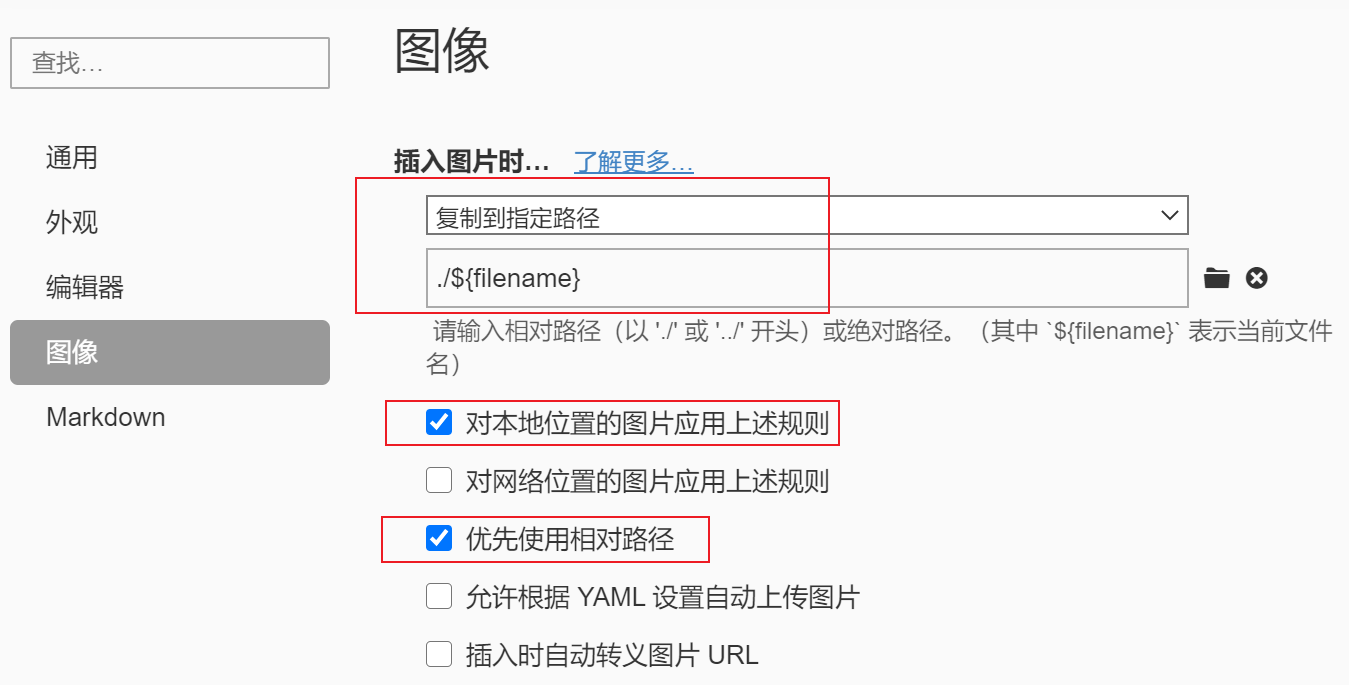 查找…
通用
外观
编辑器
图像
Markdown
图像
插入图片时… 了解更多…
复制到指定路径
./${filename}
请输入相对路径（以 './' 或 '../' 开头）或绝对路径。（其中 `${filename}` 表示当前文件
名）
对本地位置的图片应用上述规则
对网络位置的图片应用上述规则
优先使用相对路径
允许根据 YAML 设置自动上传图片
插入时自动转义图片 URL